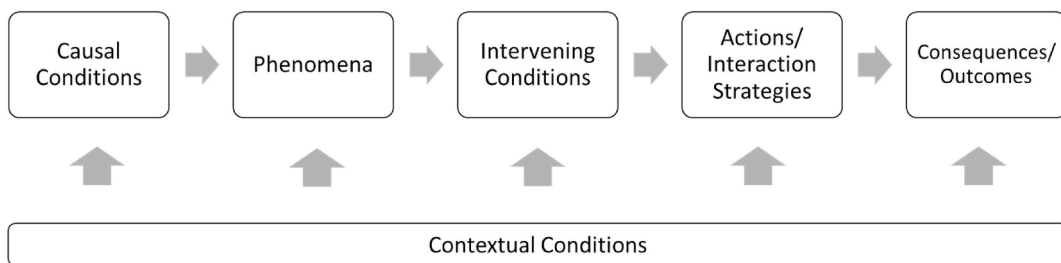 Causal
Conditions
Phenomena
Intervening
Conditions
Actions/
Interaction
Strategies
Consequences/
Outcomes
Contextual Conditions